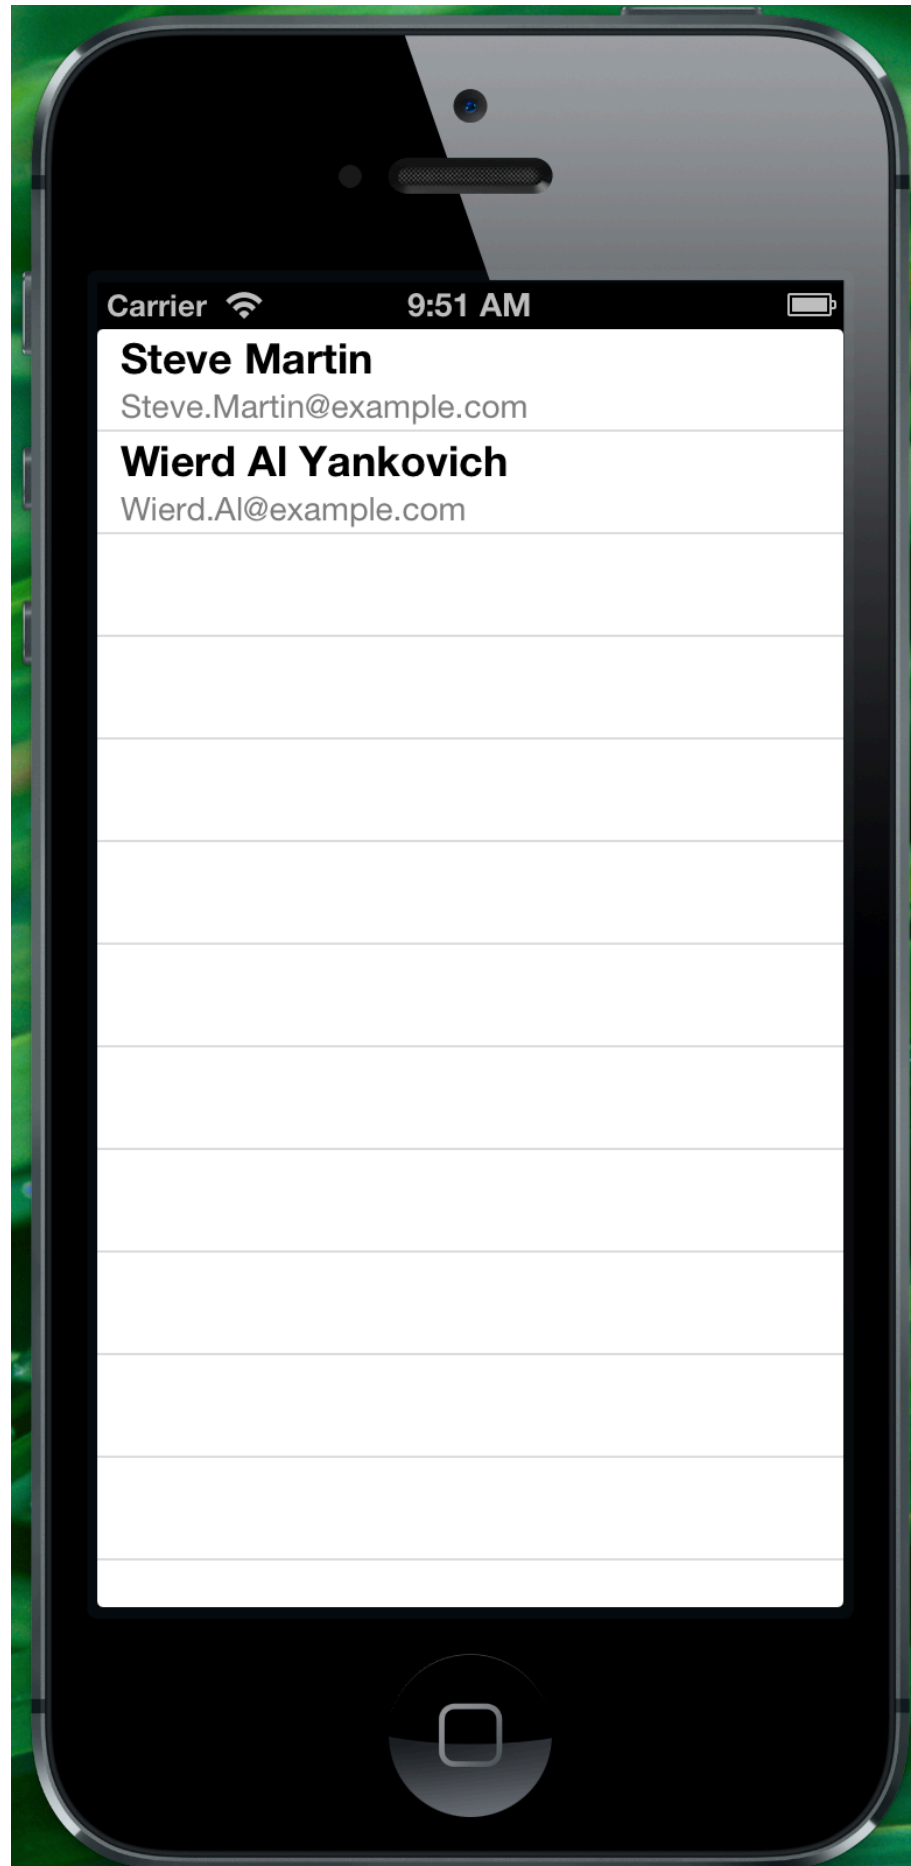 Carrier 9:51 AM
Steve Martin
Steve.Martin@example.com
Wierd Al Yankovich
Wierd.Al@example.com